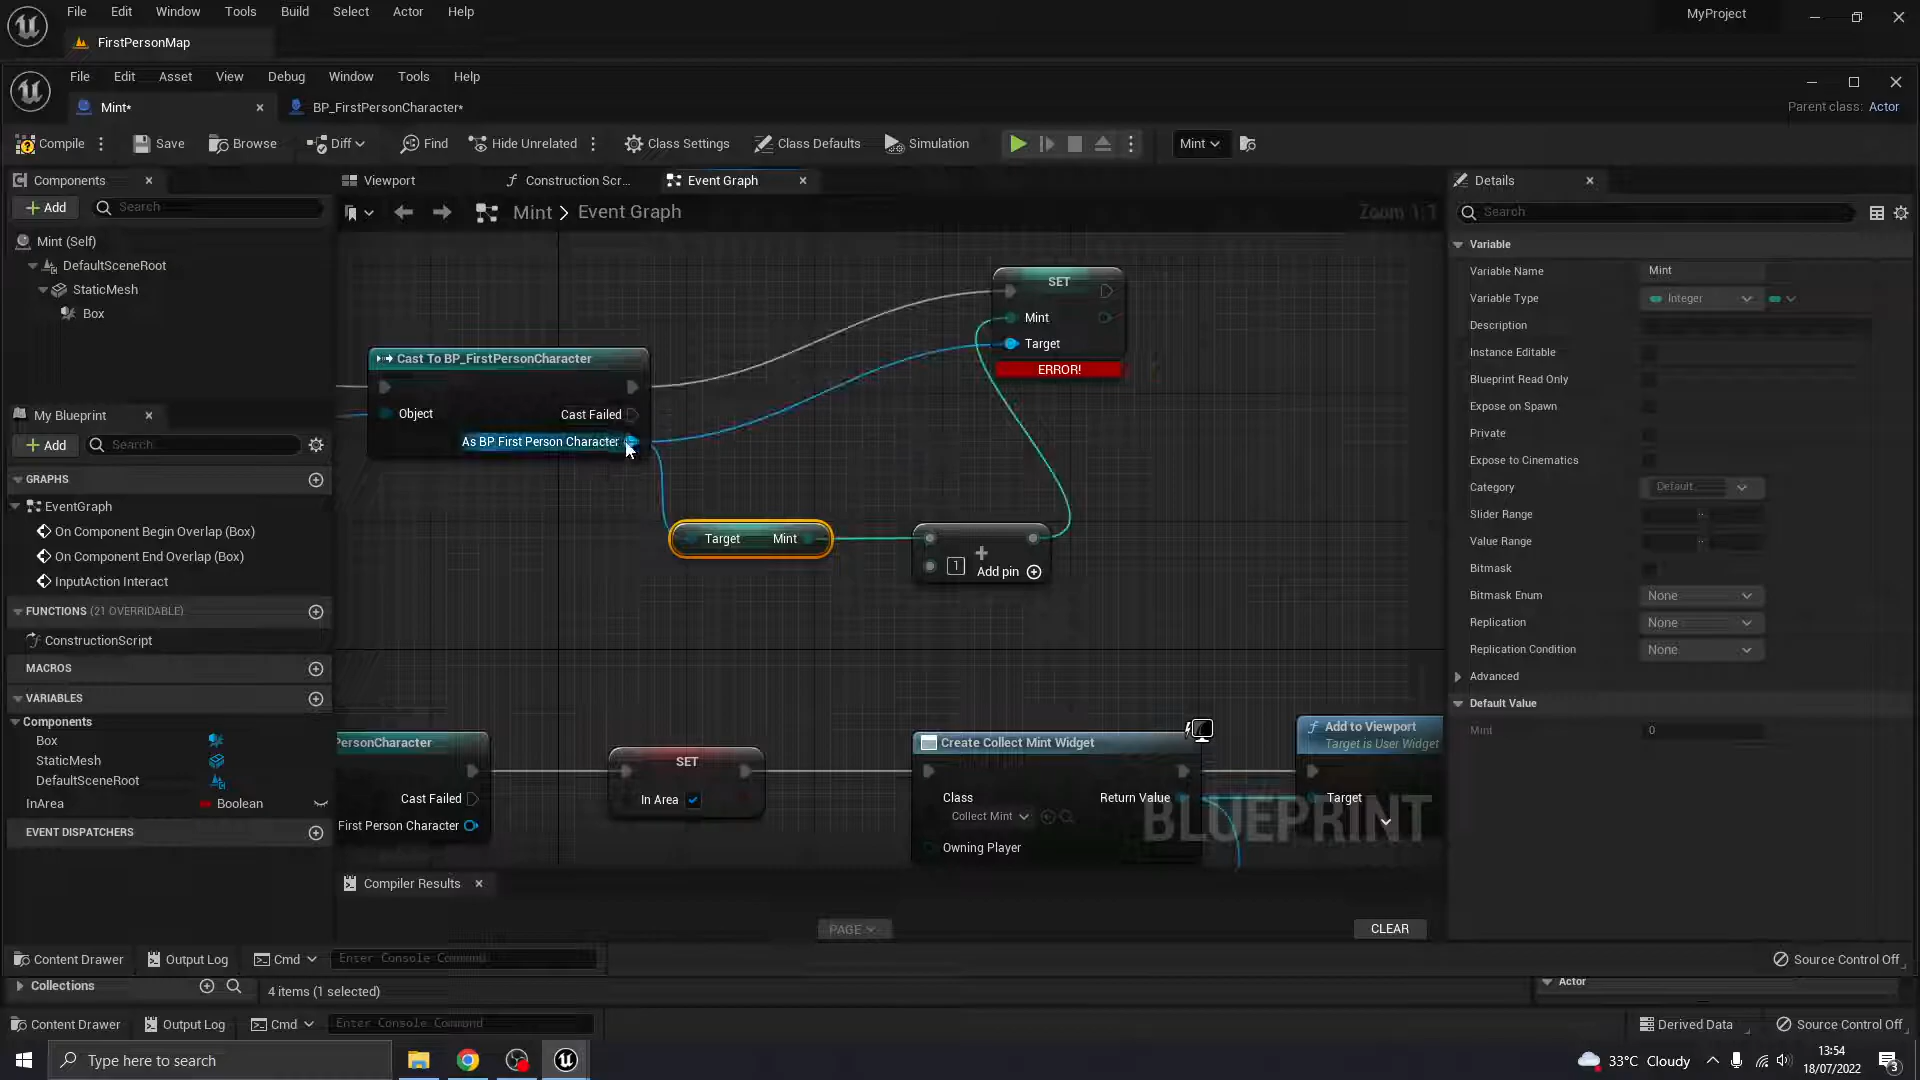 File Edit Window Tools Build Select Actor Help
MyProject
FirstPersonMap
File Edit Asset View Debug Window Tools Help
Mint*
BP_FirstPersonCharacter*
Parent class: Actor
Compile Save Browse Diff Find Hide Unrelated Class Settings Class Defaults Simulation Mint
Components
Add Search
Mint (Self)
DefaultSceneRoot
StaticMesh
Box
My Blueprint
Add Search
GRAPHS
EventGraph
On Component Begin Overlap (Box)
On Component End Overlap (Box)
InputAction Interact
FUNCTIONS (21 OVERRIDABLE)
ConstructionScript
MACROS
VARIABLES
Components
Box
StaticMesh
DefaultSceneRoot
InArea Boolean
EVENT DISPATCHERS
Viewport
Construction Scr...
Event Graph
Mint > Event Graph
Zoom 1:1
SET
Mint
Target
ERROR!
Cast To BP_FirstPersonCharacter
Object
Cast Failed
As BP First Person Character
Target Mint
1
Add pin
PersonCharacter
Cast Failed
First Person Character
SET
In Area
Create Collect Mint Widget
Class
Return Value
Collect Mint
Owning Player
Add to Viewport
Target is User Widget
Target
BLUEPRINT
Compiler Results
PAGE
CLEAR
Details
Search
Variable
Variable Name Mint
Variable Type Integer
Description
Instance Editable
Blueprint Read Only
Expose on Spawn
Private
Expose to Cinematics
Category Default
Slider Range ..
Value Range ..
Bitmask
Bitmask Enum None
Replication None
Replication Condition None
Advanced
Default Value
Mint 0
Content Drawer Output Log Cmd Enter Console Command
Source Control Off
Collections
4 items (1 selected)
Actor
Content Drawer Output Log Cmd Enter Console Command
Derived Data Source Control Off
Type here to search
33°C Cloudy
13:54
18/07/2022
3